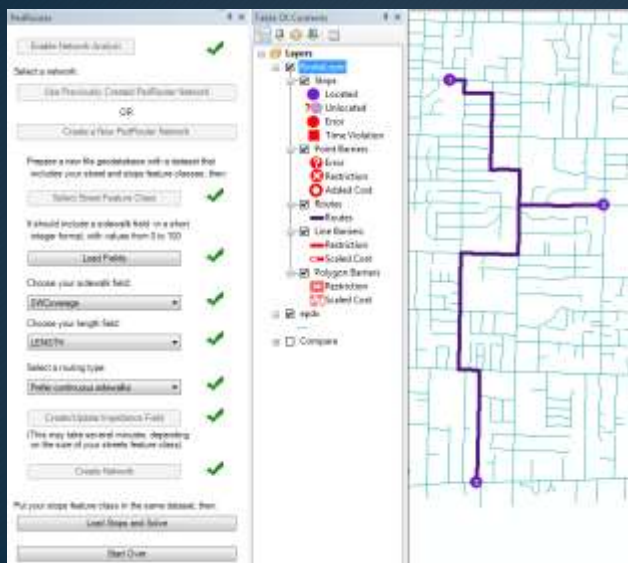 PedRouter
Enable Network Analyst
Select a network:
Use Previously Created PedRouter Network
OR
Create a New PedRouter Network
Prepare a new file geodatabase with a dataset that
includes your street and stops feature classes, then:
Select Street Feature Class
It should include a sidewalk field in a short
integer format, with values from 0 to 100
Load Fields
Choose your sidewalk field:
SWCoverage
Choose your length field:
LENGTH
Select a routing type:
Prefer continuous sidewalks
Create/Update Impedance Field
(This may take several minutes, depending
on the size of your streets feature class)
Create Network
Put your stops feature class in the same dataset, then:
Load Stops and Solve
Start Over
Table Of Contents
Layers
Stops
Located
Unlocated
Error
Time Violation
Point Barriers
Error
Restriction
Added Cost
Routes
Routes
Line Barriers
Restriction
Scaled Cost
Polygon Barriers
Restriction
Scaled Cost
Compare